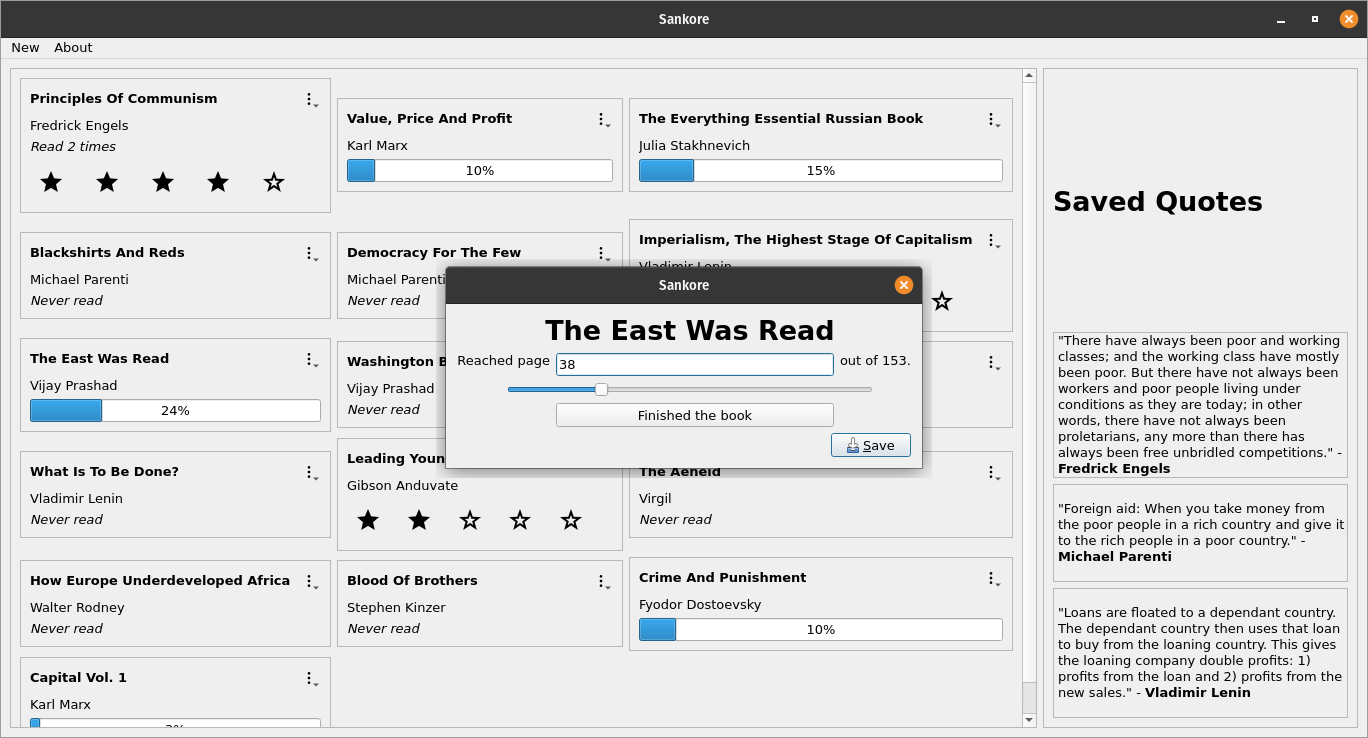 Sankore
New About
Principles Of Communism
Fredrick Engels
Read 2 times
Value, Price And Profit
Karl Marx
10%
The Everything Essential Russian Book
Julia Stakhnevich
15%
Blackshirts And Reds
Michael Parenti
Never read
Democracy For The Few
Michael Parenti
Never read
Imperialism, The Highest Stage Of Capitalism
Vladimir Lenin
The East Was Read
Vijay Prashad
24%
Washington B
Vijay Prashad
Never read
What Is To Be Done?
Vladimir Lenin
Never read
Leading Youn
Gibson Anduvate
The Aeneid
Virgil
Never read
How Europe Underdeveloped Africa
Walter Rodney
Never read
Blood Of Brothers
Stephen Kinzer
Never read
Crime And Punishment
Fyodor Dostoevsky
10%
Capital Vol. 1
Karl Marx
Sankore
The East Was Read
Reached page 38 out of 153.
Finished the book
Save
Saved Quotes
"There have always been poor and working
classes; and the working class have mostly
been poor. But there have not always been
workers and poor people living under
conditions as they are today; in other
words, there have not always been
proletarians, any more than there has
always been free unbridled competitions." -
Fredrick Engels
"Foreign aid: When you take money from
the poor people in a rich country and give it
to the rich people in a poor country." -
Michael Parenti
"Loans are floated to a dependant country.
The dependant country then uses that loan
to buy from the loaning country. This gives
the loaning company double profits: 1)
profits from the loan and 2) profits from the
new sales." - Vladimir Lenin